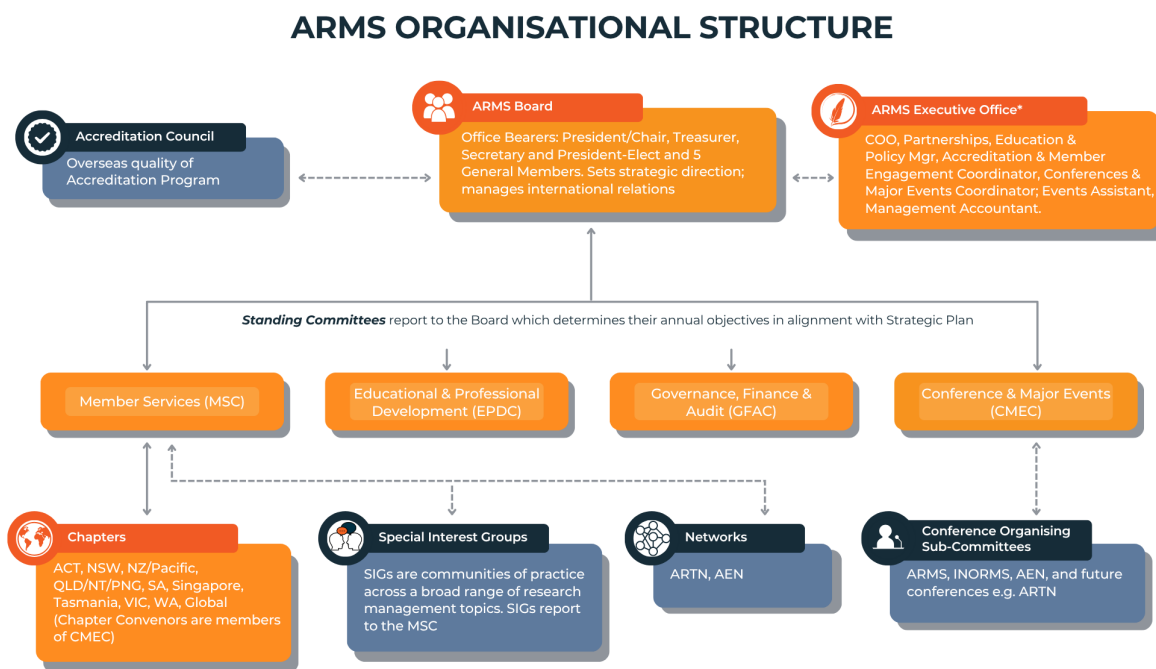 ARMS ORGANISATIONAL STRUCTURE
Accreditation Council
Overseas quality of
Accreditation Program
ARMS Board
Office Bearers: President/Chair, Treasurer,
Secretary and President-Elect and 5
General Members. Sets strategic direction;
manages international relations
ARMS Executive Office*
COO, Partnerships, Education &
Policy Mgr, Accreditation & Member
Engagement Coordinator, Conferences &
Major Events Coordinator; Events Assistant,
Management Accountant.
Standing Committees report to the Board which determines their annual objectives in alignment with Strategic Plan
Member Services (MSC)
Educational & Professional
Development (EPDC)
Governance, Finance &
Audit (GFAC)
Conference & Major Events
(CMEC)
Chapters
ACT, NSW, NZ/Pacific,
QLD/NT/PNG, SA, Singapore,
Tasmania, VIC, WA, Global
(Chapter Convenors are members
of CMEC)
Special Interest Groups
SIGs are communities of practice
across a broad range of research
management topics. SIGs report
to the MSC
Networks
ARTN, AEN
Conference Organising
Sub-Committees
ARMS, INORMS, AEN, and future
conferences e.g. ARTN